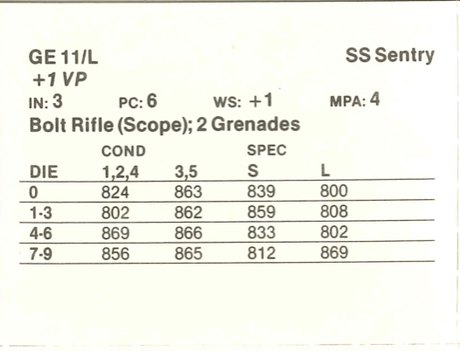 GE 11/L SS Sentry
+1 VP
IN: 3 PC: 6 WS: +1 MPA: 4
Bolt Rifle (Scope); 2 Grenades
COND SPEC
DIE 1,2,4 3,5 S L
0 824 863 839 800
1-3 802 862 859 808
4-6 869 866 833 802
7-9 856 865 812 869